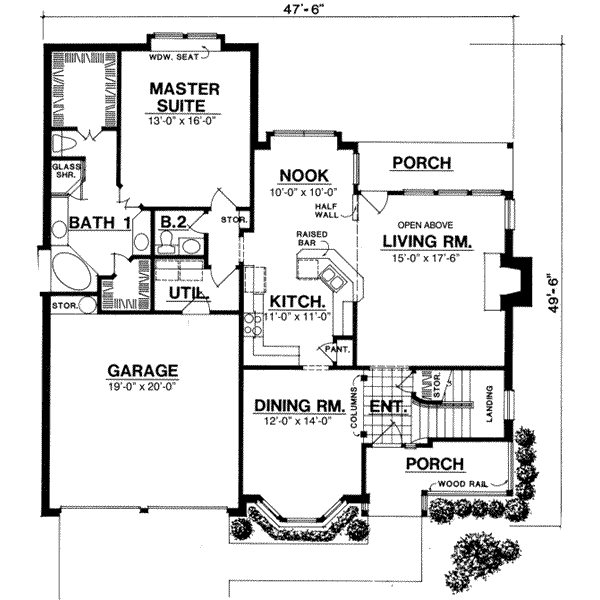 47'-6"
WDW. SEAT
MASTER
SUITE
13'-0" x 16'-0"
GLASS
SHR.
NOOK
10'-0" x 10'-0"
PORCH
HALF
WALL
BATH 1
B.2
STOR.
OPEN ABOVE
LIVING RM.
15'-0" x 17'-6"
RAISED
BAR
49'-6"
UTIL.
KITCH.
11'-0" x 11'-0"
STOR.
PANT.
GARAGE
19'-0" x 20'-0"
DINING RM.
12'-0" x 14'-0"
COLUMNS
ENT.
STOR.
LANDING
PORCH
WOOD RAIL